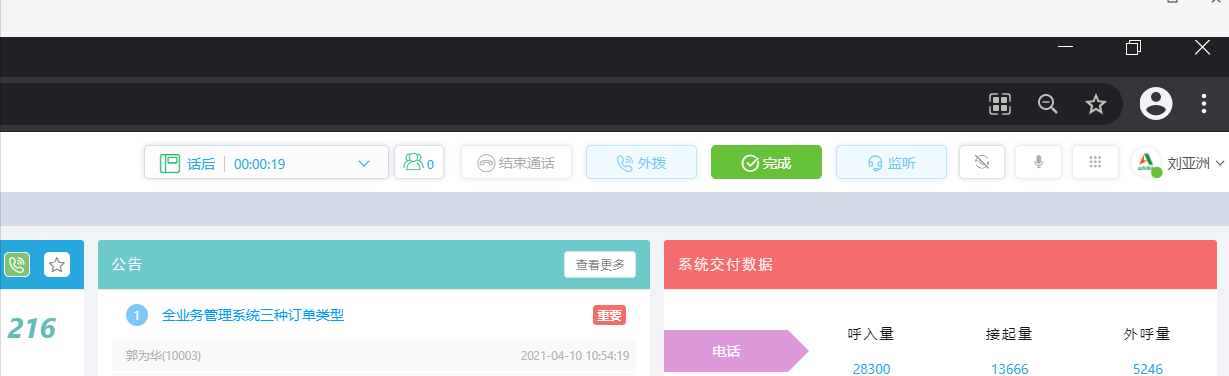 话后 00:00:19 0 结束通话 外拨 完成 监听 刘亚洲
公告 查看更多 系统交付数据
216
1 全业务管理系统三种订单类型 重要
郭为华(10003) 2021-04-10 10:54:19
电话
呼入量 接起量 外呼量
28300 13666 5246